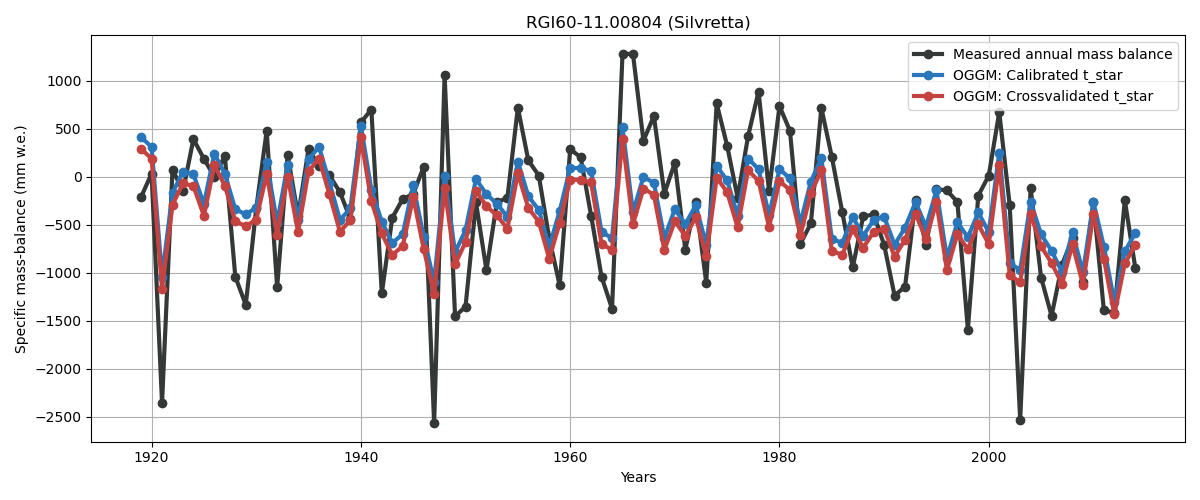 RGI60-11.00804 (Silvretta)
Measured annual mass balance
OGGM: Calibrated t_star
OGGM: Crossvalidated t_star
Specific mass-balance (mm w.e.)
1000
500
0
−500
−1000
−1500
−2000
−2500
1920 1940 1960 1980 2000
Years